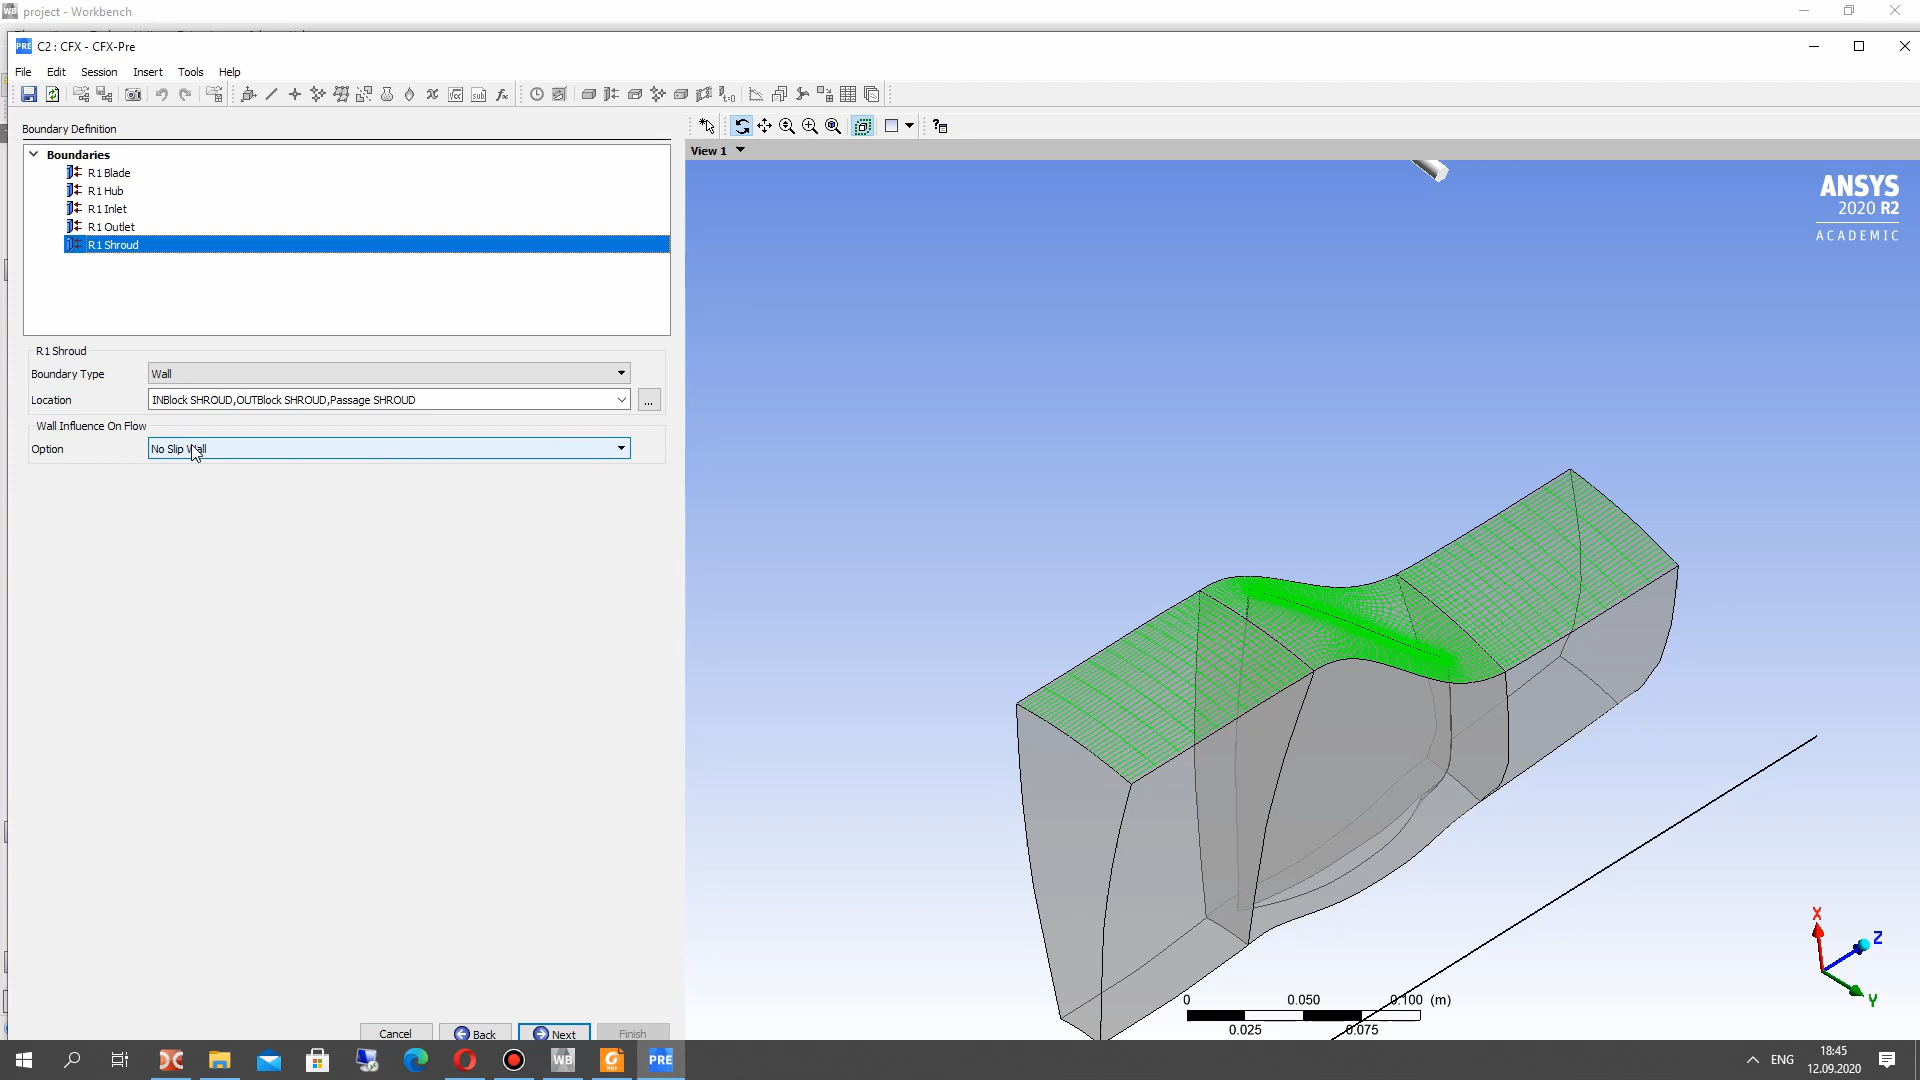 project - Workbench
C2 : CFX - CFX-Pre
File Edit Session Insert Tools Help
Boundary Definition
Boundaries
R1 Blade
R1 Hub
R1 Inlet
R1 Outlet
R1 Shroud
R1 Shroud
Boundary Type Wall
Location INBlock SHROUD,OUTBlock SHROUD,Passage SHROUD ...
Wall Influence On Flow
Option No Slip Wall
Cancel Back Next Finish
View 1
ANSYS
2020 R2
ACADEMIC
0 0.050 0.100 (m)
0.025 0.075
X
Z
Y
WB PRE
ENG
18:45
12.09.2020